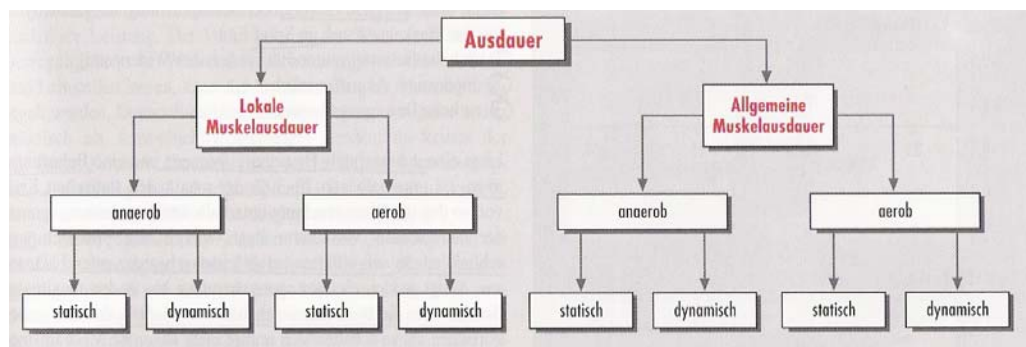 Ausdauer
Lokale
Muskelausdauer
Allgemeine
Muskelausdauer
anaerob
aerob
anaerob
aerob
statisch
dynamisch
statisch
dynamisch
statisch
dynamisch
statisch
dynamisch